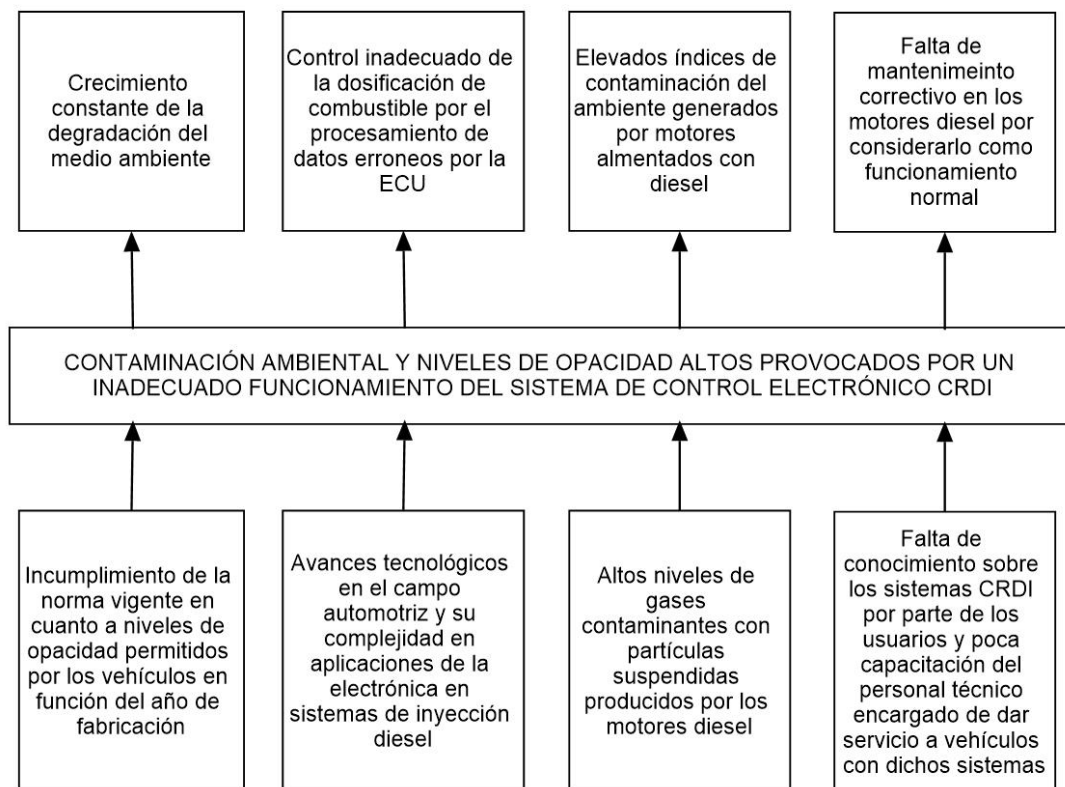 Crecimiento
constante de la
degradación del
medio ambiente
Control inadecuado de
la dosificación de
combustible por el
procesamiento de
datos erroneos por la
ECU
Elevados índices de
contaminación del
ambiente generados
por motores
almentados con
diesel
Falta de
mantenimeinto
correctivo en los
motores diesel por
considerarlo como
funcionamiento
normal
CONTAMINACIÓN AMBIENTAL Y NIVELES DE OPACIDAD ALTOS PROVOCADOS POR UN
INADECUADO FUNCIONAMIENTO DEL SISTEMA DE CONTROL ELECTRÓNICO CRDI
Incumplimiento de la
norma vigente en
cuanto a niveles de
opacidad permitidos
por los vehículos en
función del año de
fabricación
Avances tecnológicos
en el campo
automotriz y su
complejidad en
aplicaciones de la
electrónica en
sistemas de inyección
diesel
Altos niveles de
gases
contaminantes con
partículas
suspendidas
producidos por los
motores diesel
Falta de
conocimiento sobre
los sistemas CRDI
por parte de los
usuarios y poca
capacitación del
personal técnico
encargado de dar
servicio a vehículos
con dichos sistemas